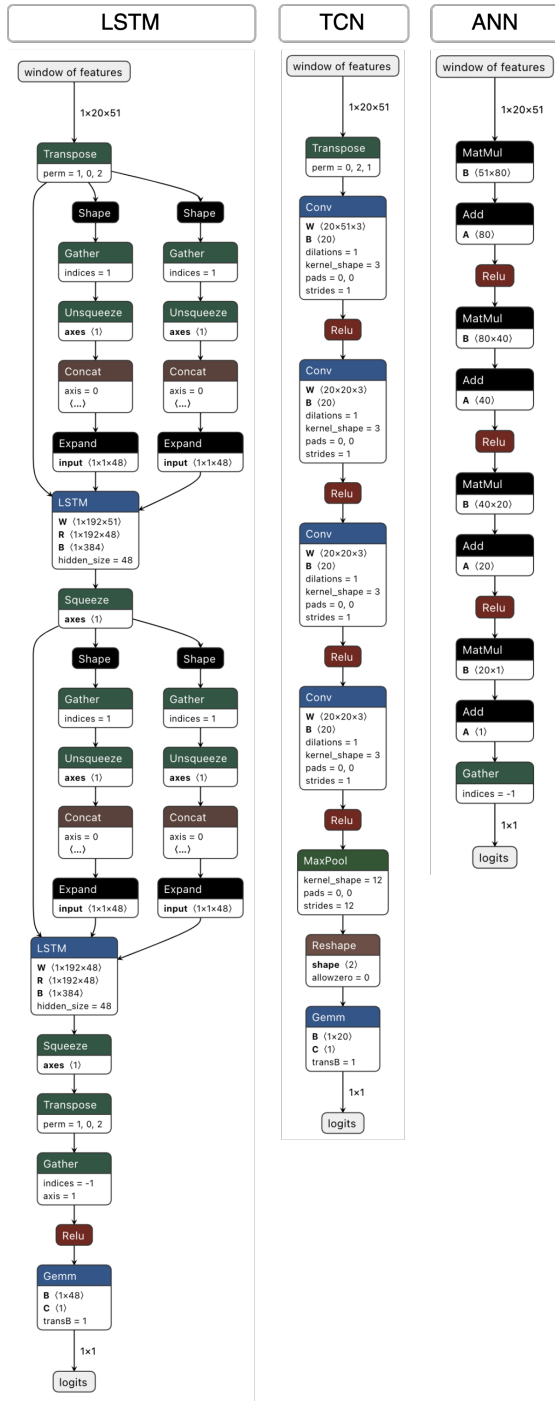 LSTM
window of features
1×20×51
Transpose
perm = 1, 0, 2
Shape
Shape
Gather
indices = 1
Gather
indices = 1
Unsqueeze
axes ⟨1⟩
Unsqueeze
axes ⟨1⟩
Concat
axis = 0
⟨...⟩
Concat
axis = 0
⟨...⟩
Expand
input ⟨1×1×48⟩
Expand
input ⟨1×1×48⟩
LSTM
W ⟨1×192×51⟩
R ⟨1×192×48⟩
B ⟨1×384⟩
hidden_size = 48
Squeeze
axes ⟨1⟩
Shape
Shape
Gather
indices = 1
Gather
indices = 1
Unsqueeze
axes ⟨1⟩
Unsqueeze
axes ⟨1⟩
Concat
axis = 0
⟨...⟩
Concat
axis = 0
⟨...⟩
Expand
input ⟨1×1×48⟩
Expand
input ⟨1×1×48⟩
LSTM
W ⟨1×192×48⟩
R ⟨1×192×48⟩
B ⟨1×384⟩
hidden_size = 48
Squeeze
axes ⟨1⟩
Transpose
perm = 1, 0, 2
Gather
indices = -1
axis = 1
Relu
Gemm
B ⟨1×48⟩
C ⟨1⟩
transB = 1
1×1
logits
TCN
window of features
1×20×51
Transpose
perm = 0, 2, 1
Conv
W ⟨20×51×3⟩
B ⟨20⟩
dilations = 1
kernel_shape = 3
pads = 0, 0
strides = 1
Relu
Conv
W ⟨20×20×3⟩
B ⟨20⟩
dilations = 1
kernel_shape = 3
pads = 0, 0
strides = 1
Relu
Conv
W ⟨20×20×3⟩
B ⟨20⟩
dilations = 1
kernel_shape = 3
pads = 0, 0
strides = 1
Relu
Conv
W ⟨20×20×3⟩
B ⟨20⟩
dilations = 1
kernel_shape = 3
pads = 0, 0
strides = 1
Relu
MaxPool
kernel_shape = 12
pads = 0, 0
strides = 12
Reshape
shape ⟨2⟩
allowzero = 0
Gemm
B ⟨1×20⟩
C ⟨1⟩
transB = 1
1×1
logits
ANN
window of features
1×20×51
MatMul
B ⟨51×80⟩
Add
A ⟨80⟩
Relu
MatMul
B ⟨80×40⟩
Add
A ⟨40⟩
Relu
MatMul
B ⟨40×20⟩
Add
A ⟨20⟩
Relu
MatMul
B ⟨20×1⟩
Add
A ⟨1⟩
Gather
indices = -1
1×1
logits